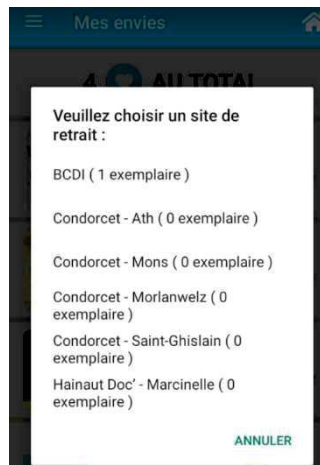 Mes envies
4 AU TOTAL
Veuillez choisir un site de
retrait :
BCDI ( 1 exemplaire )
Condorcet - Ath ( 0 exemplaire )
Condorcet - Mons ( 0 exemplaire )
Condorcet - Morlanwelz ( 0
exemplaire )
Condorcet - Saint-Ghislain ( 0
exemplaire )
Hainaut Doc' - Marcinelle ( 0
exemplaire )
ANNULER